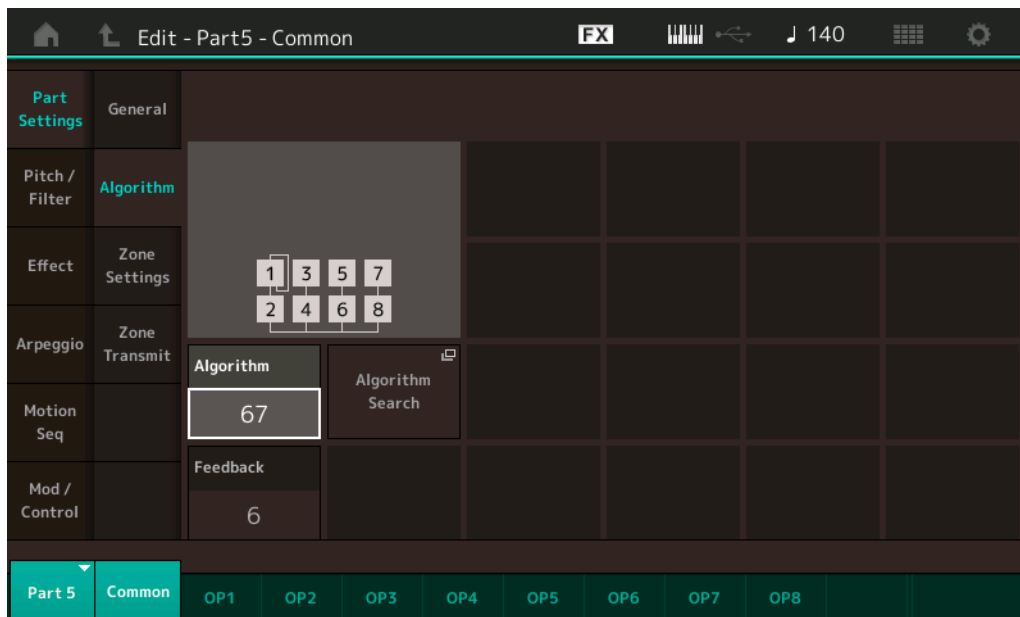 Edit - Part5 - Common
FX
♩ 140
Part
Settings
General
Pitch /
Filter
Algorithm
Effect
Zone
Settings
1 3 5 7
2 4 6 8
Arpeggio
Zone
Transmit
Algorithm
67
Algorithm
Search
Motion
Seq
Feedback
6
Mod /
Control
Part 5
Common
OP1
OP2
OP3
OP4
OP5
OP6
OP7
OP8